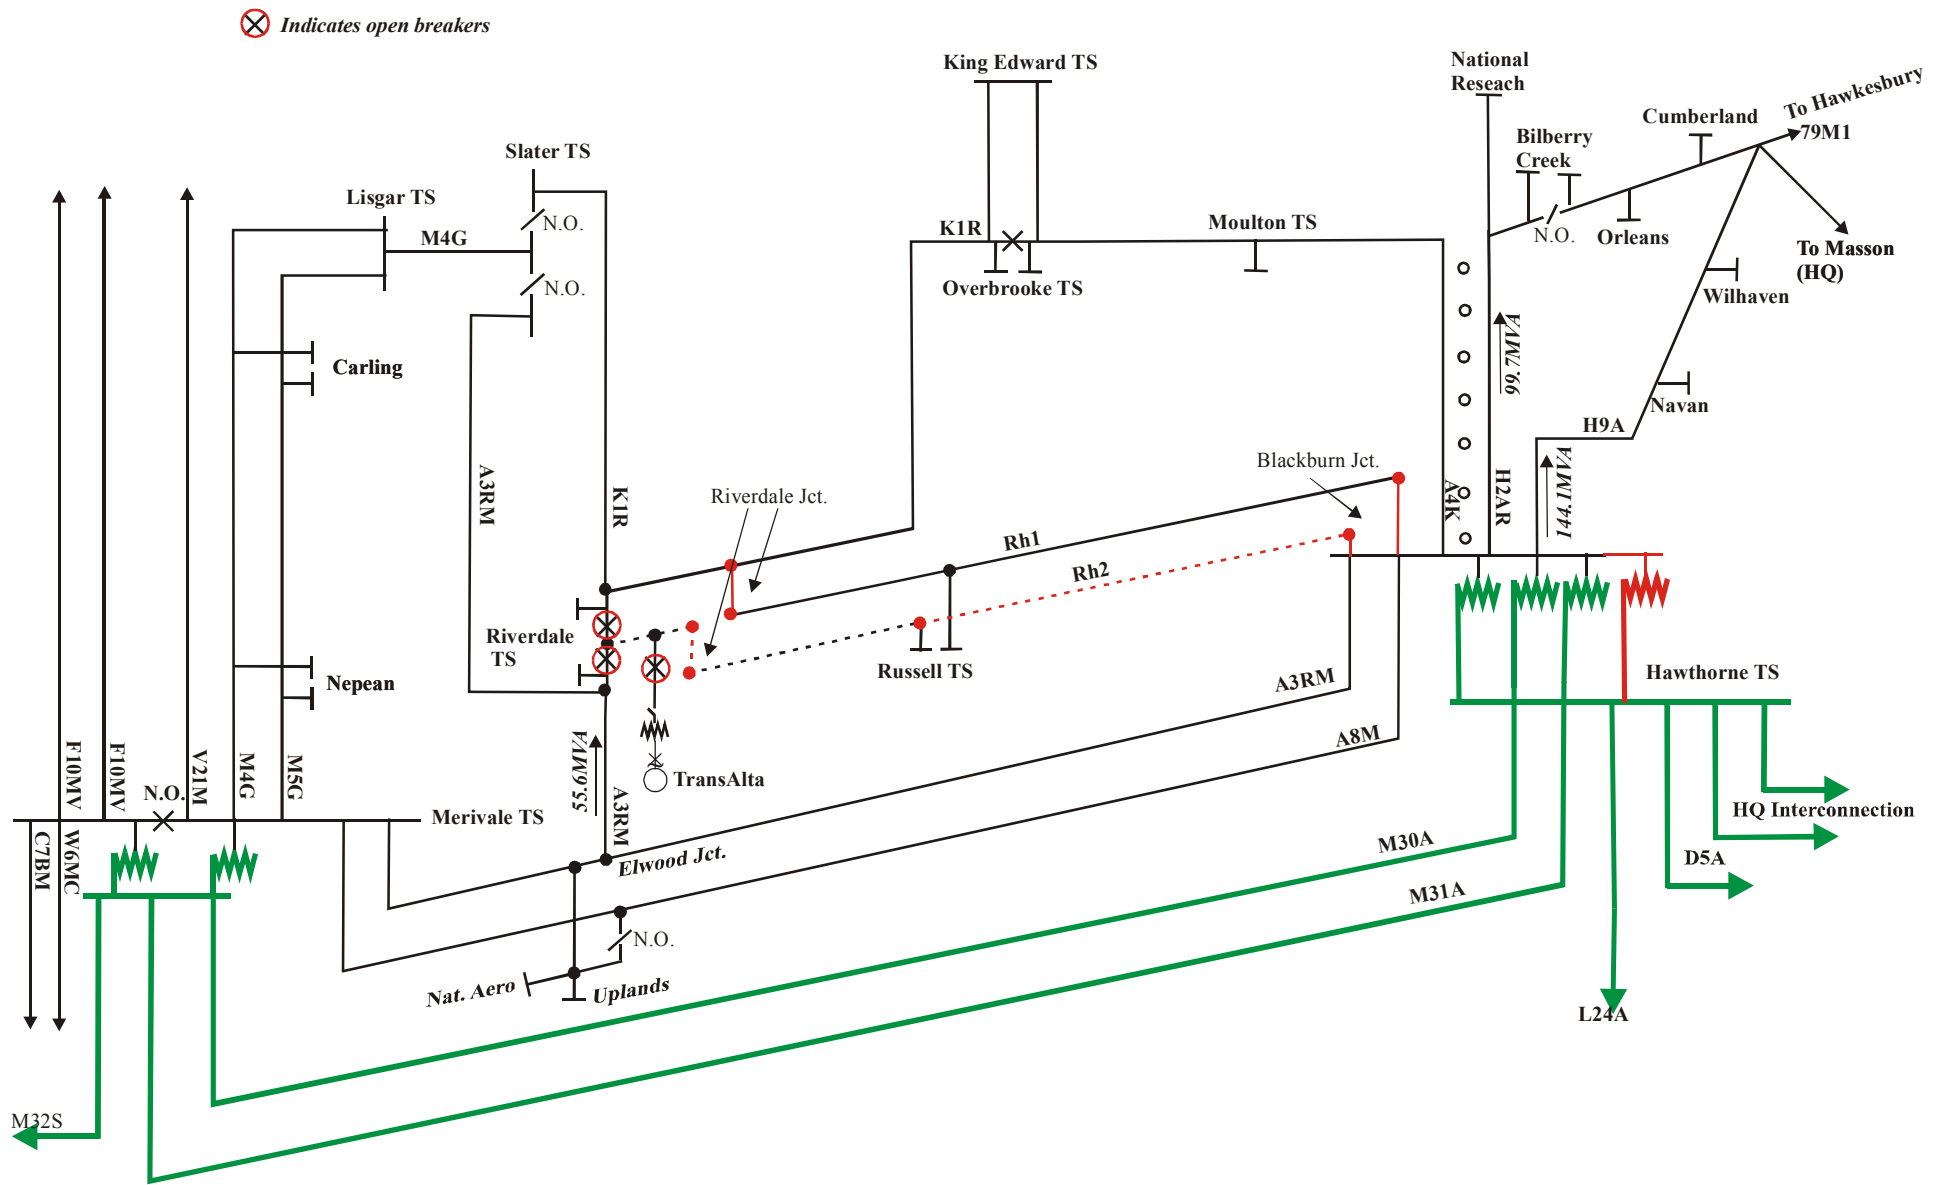 Indicates open breakers
King Edward TS
National
Reseach
To Hawkesbury
79M1
Cumberland
Bilberry
Creek
Slater TS
Lisgar TS
N.O.
M4G
K1R
Moulton TS
N.O.
Orleans
To Masson
(HQ)
N.O.
Overbrooke TS
Wilhaven
99.7MVA
Carling
Navan
H9A
A3RM
K1R
Riverdale Jct.
Blackburn Jct.
A4K
H2AR
144.1MVA
Rh1
Rh2
Riverdale
TS
Russell TS
Nepean
A3RM
Hawthorne TS
A8M
F10MV
F10MV
V21M
M4G
M5G
55.6MVA
A3RM
TransAlta
N.O.
Merivale TS
HQ Interconnection
C7BM
W6MC
Elwood Jct.
M30A
D5A
M31A
N.O.
Nat. Aero
Uplands
L24A
M32S